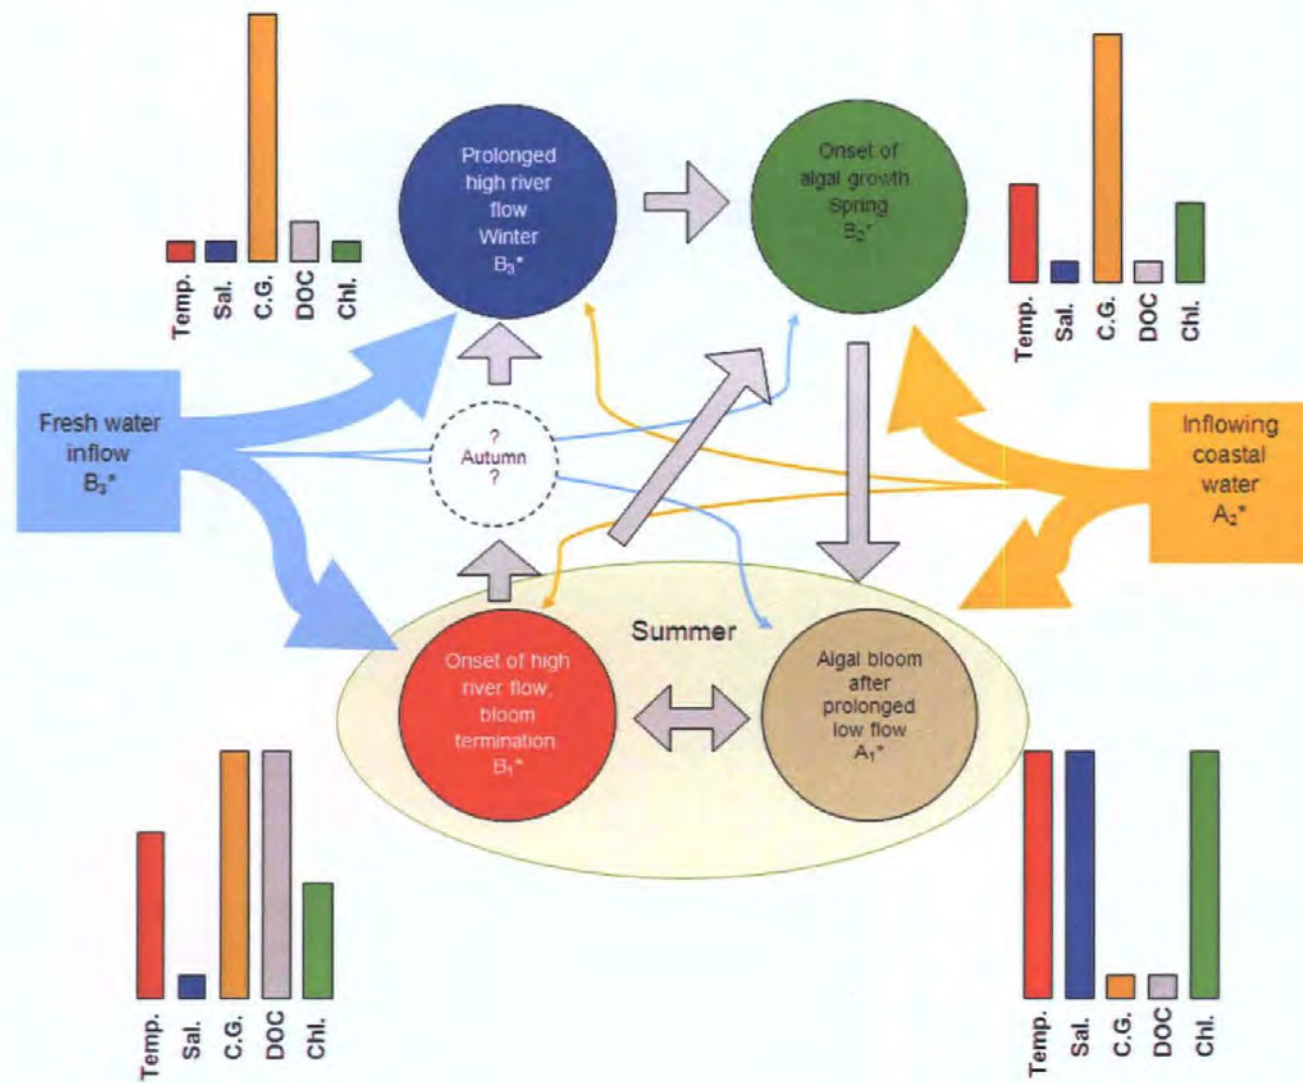 Temp.
Sal.
C.G.
DOC
Chl.
Prolonged
high river
flow
Winter
B₃*
Onset of
algal growth
Spring
B₂*
Temp.
Sal.
C.G.
DOC
Chl.
Fresh water
inflow
B₃*
?
Autumn
?
Inflowing
coastal
water
A₂*
Summer
Onset of high
river flow,
bloom
termination
B₁*
Algal bloom
after
prolonged
low flow
A₁*
Temp.
Sal.
C.G.
DOC
Chl.
Temp.
Sal.
C.G.
DOC
Chl.